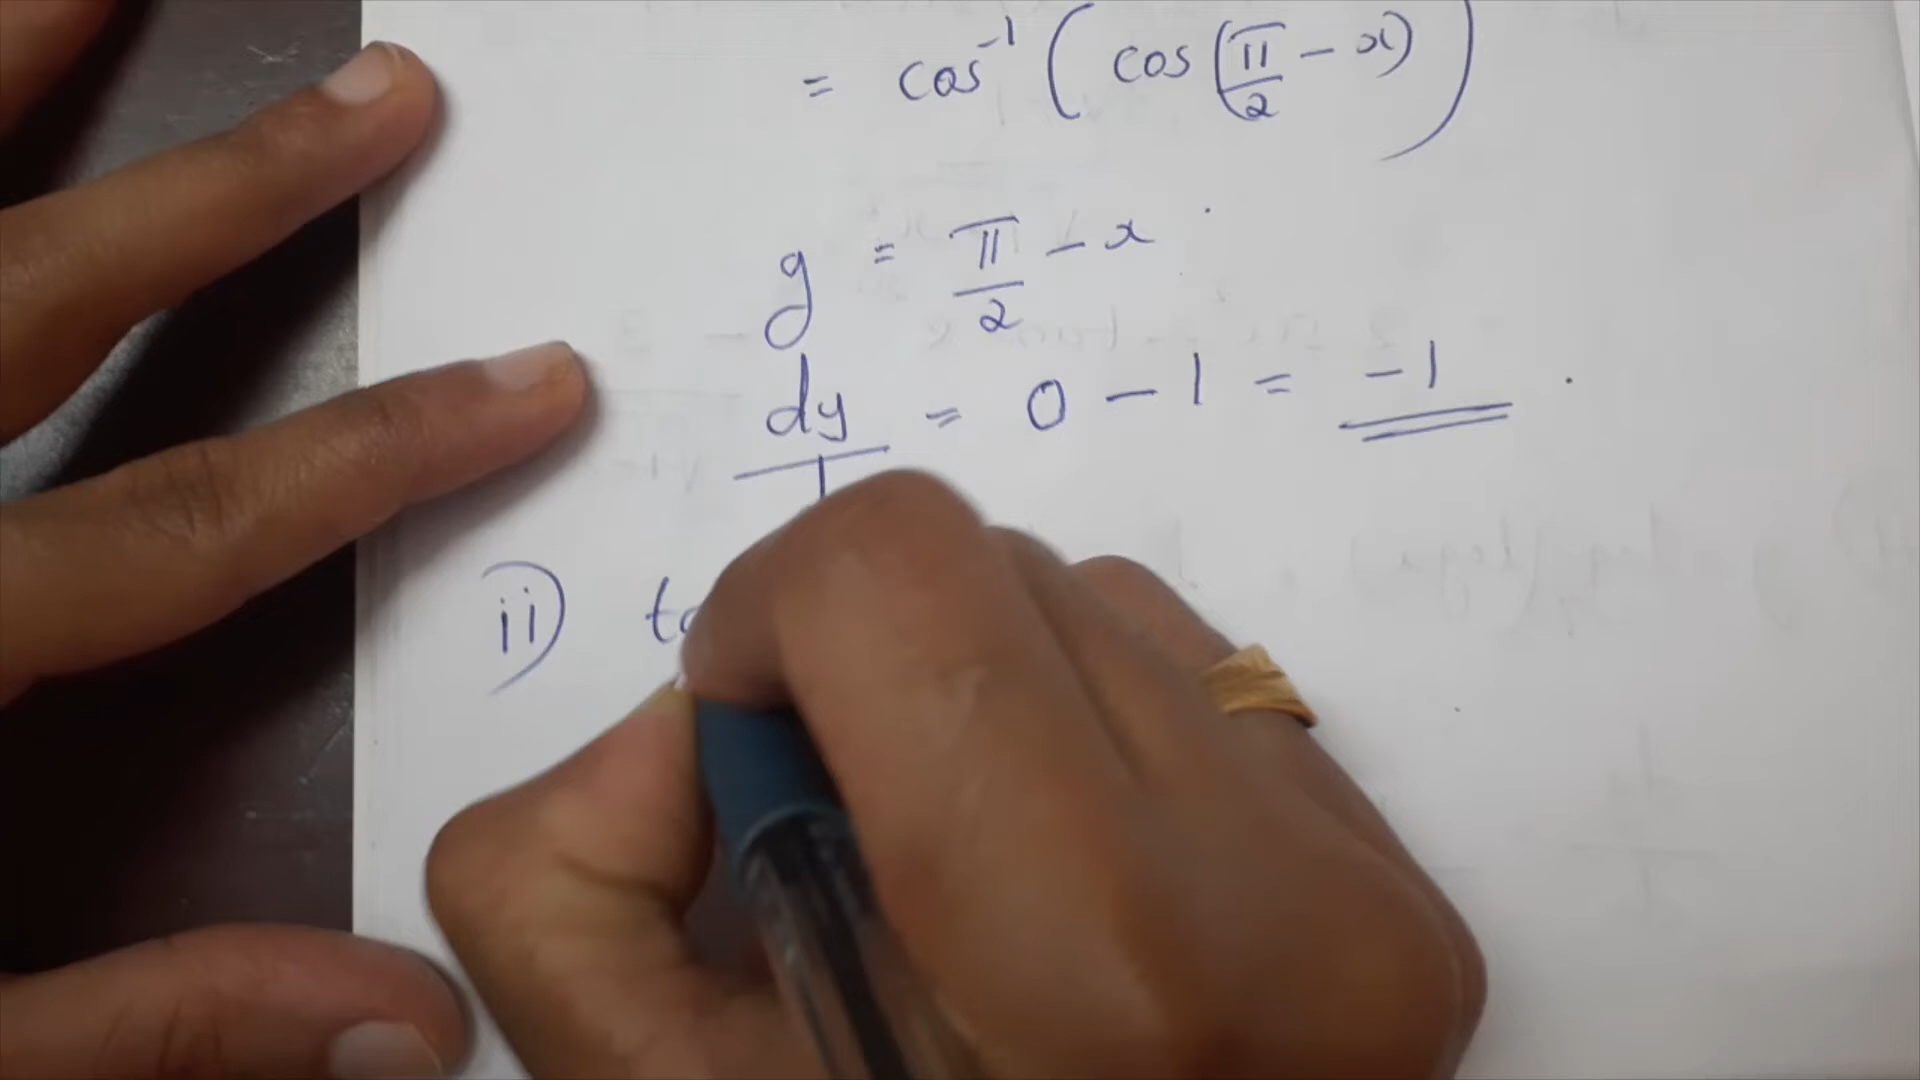 = cos⁻¹ ( cos (π/2 - x) )
y = π/2 - x
dy/ = 0 - 1 = -1
ii)